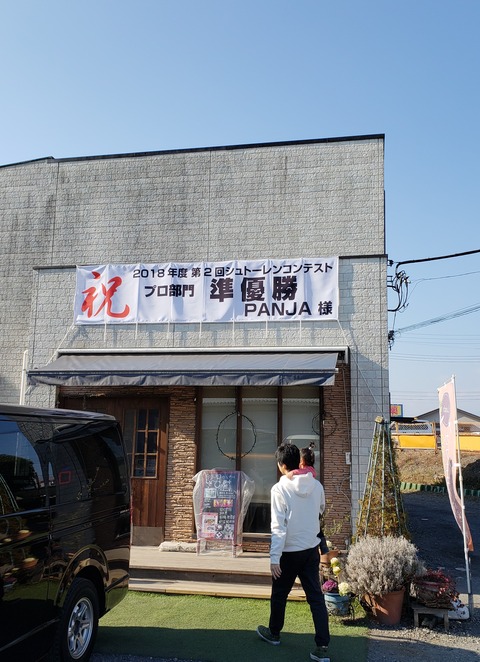 祝
2018年度 第2回シュトーレンコンテスト
プロ部門 準優勝
PANJA 様